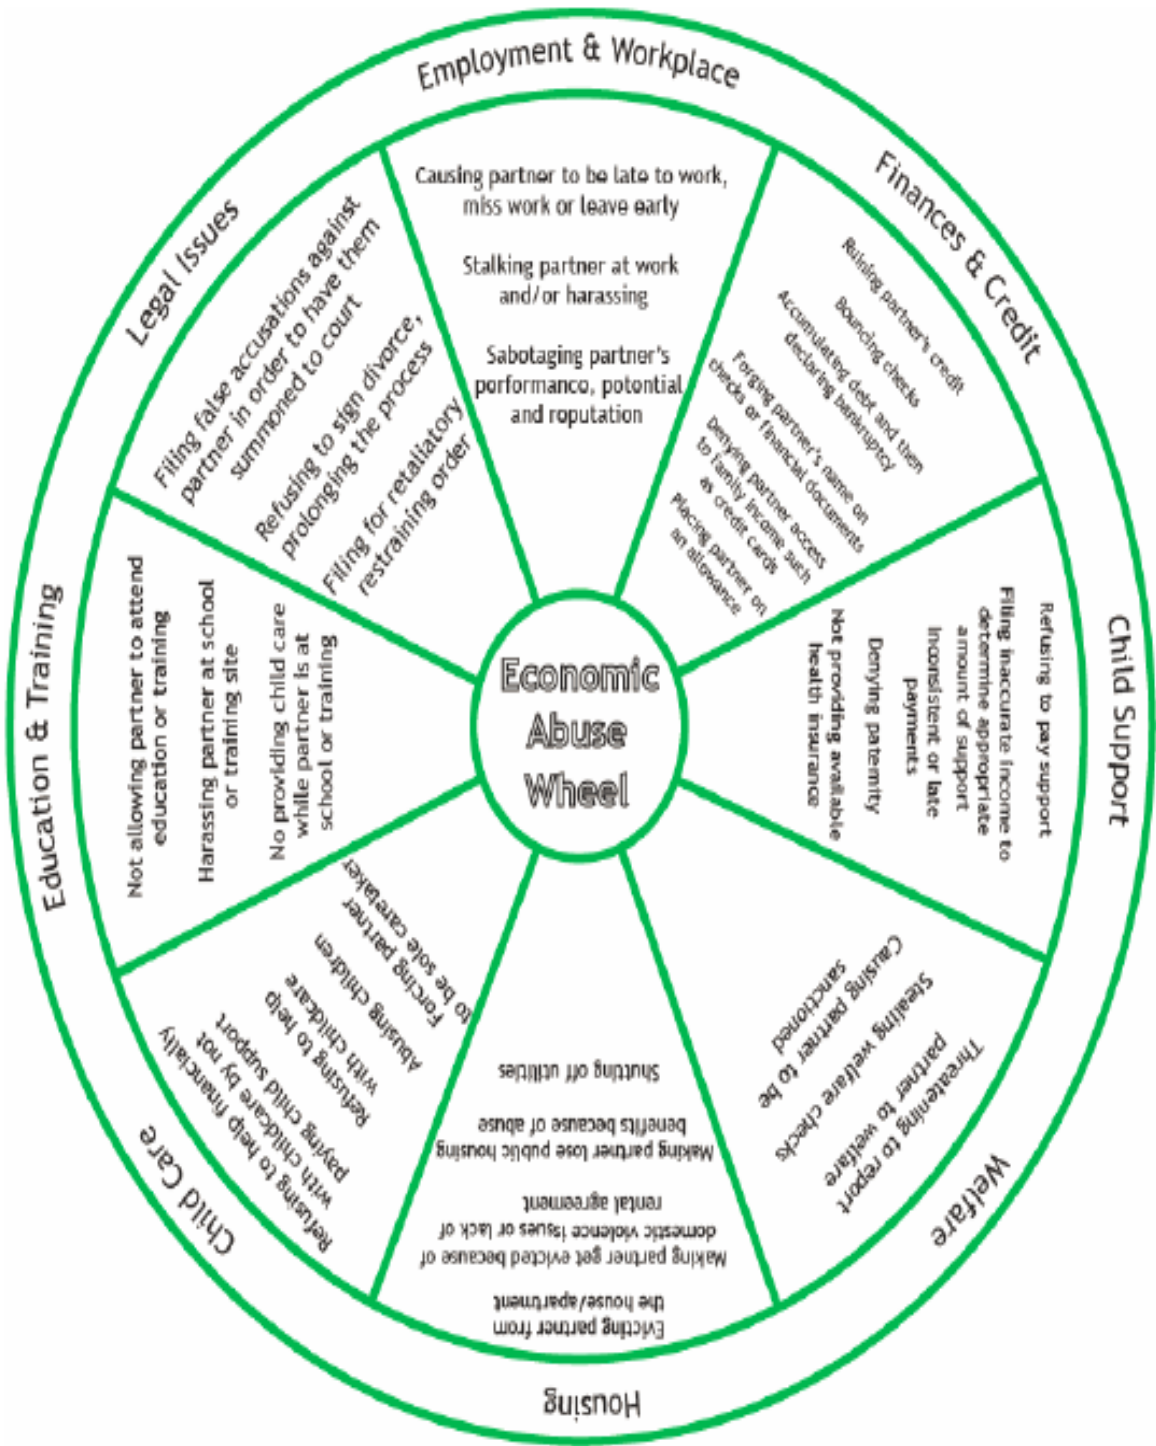 Economic
Abuse
Wheel
Employment & Workplace
Causing partner to be late to work,
miss work or leave early
Stalking partner at work
and/or harassing
Sabotaging partner's
porformance, potential
and roputation
Finances & Credit
Ruining partner's credit
Bouncing checks
Accumulating debt and them
declaring bankruptcy
Forging partner's name on
checks or financial documents
Denying partner access
to family income such
as credit cards
Placing partner on
an allowance
Child Support
Refusing to pay support
Filing inaccurate income to
determine appropriate
amount of support
Inconsistent or late
payments
Denying paternity
Not providing available
health insurance
Welfare
Threatening to report
partner to welfare
Stealing welfare checks
Causing partner to be
sanctioned
Housing
Evicting partner from
the house/apartment
Making partner get evicted because of
domestic violence issues or lack of
rental agreement
Making partner lose public housing
benefits because of abuse
Shutting off utilities
Child Care
Refusing to help financially
with childcare by not
paying child support
Refusing to help
with childcare
Abusing children
Forcing partner
to be sole caretaker
Education & Training
Not allowing partner to attend
education or training
Harassing partner at school
or training site
No providing child care
while partner is at
school or training
Legal Issues
Filing false accusations against
partner in order to have them
summoned to court
Refusing to sign divorce,
prolonging the process
Filing for retaliatory
restraining order